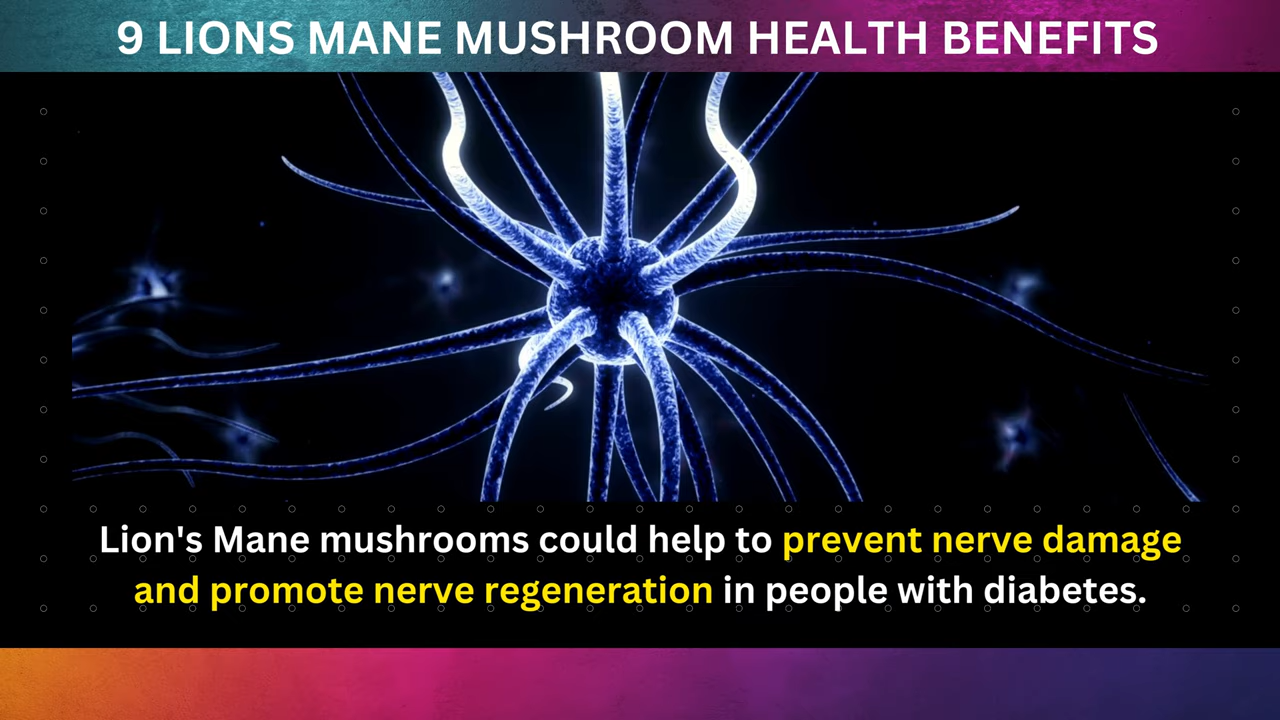 9 LIONS MANE MUSHROOM HEALTH BENEFITS
Lion's Mane mushrooms could help to prevent nerve damage
and promote nerve regeneration in people with diabetes.